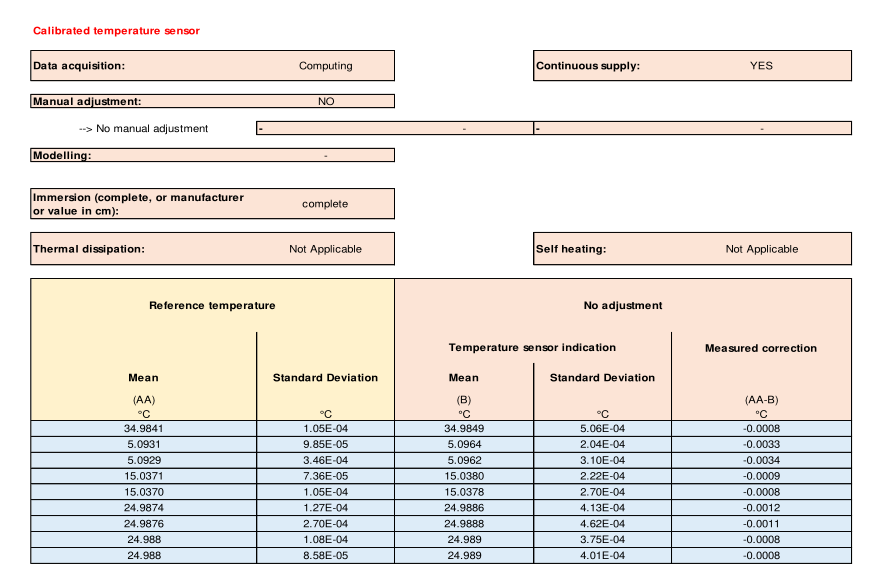 Calibrated temperature sensor
Data acquisition: Computing Continuous supply: YES
Manual adjustment: NO
--> No manual adjustment - - - -
Modelling: -
Immersion (complete, or manufacturer
or value in cm): complete
Thermal dissipation: Not Applicable Self heating: Not Applicable
Reference temperature No adjustment
Temperature sensor indication Measured correction
Mean Standard Deviation Mean Standard Deviation
(AA) (B) (AA-B)
°C °C °C °C °C
34.9841 1.05E-04 34.9849 5.06E-04 -0.0008
5.0931 9.85E-05 5.0964 2.04E-04 -0.0033
5.0929 3.46E-04 5.0962 3.10E-04 -0.0034
15.0371 7.36E-05 15.0380 2.22E-04 -0.0009
15.0370 1.05E-04 15.0378 2.70E-04 -0.0008
24.9874 1.27E-04 24.9886 4.13E-04 -0.0012
24.9876 2.70E-04 24.9888 4.62E-04 -0.0011
24.988 1.08E-04 24.989 3.75E-04 -0.0008
24.988 8.58E-05 24.989 4.01E-04 -0.0008